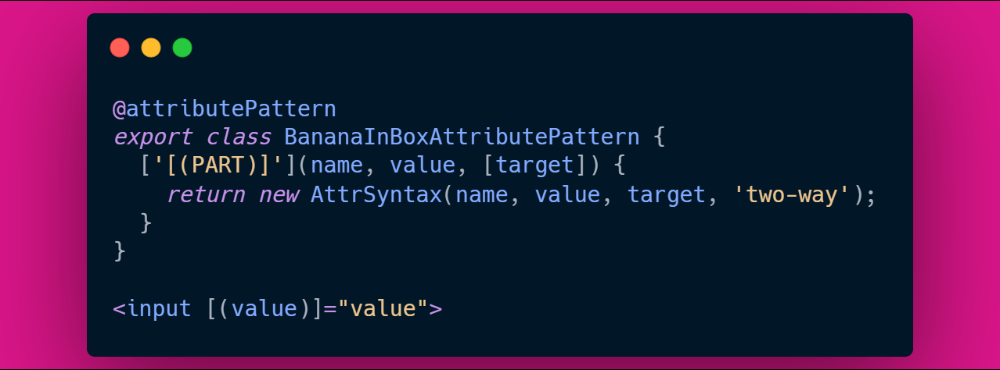 @attributePattern
export class BananaInBoxAttributePattern {
  ['[(PART)]'](name, value, [target]) {
    return new AttrSyntax(name, value, target, 'two-way');
  }
}
<input [(value)]="value">